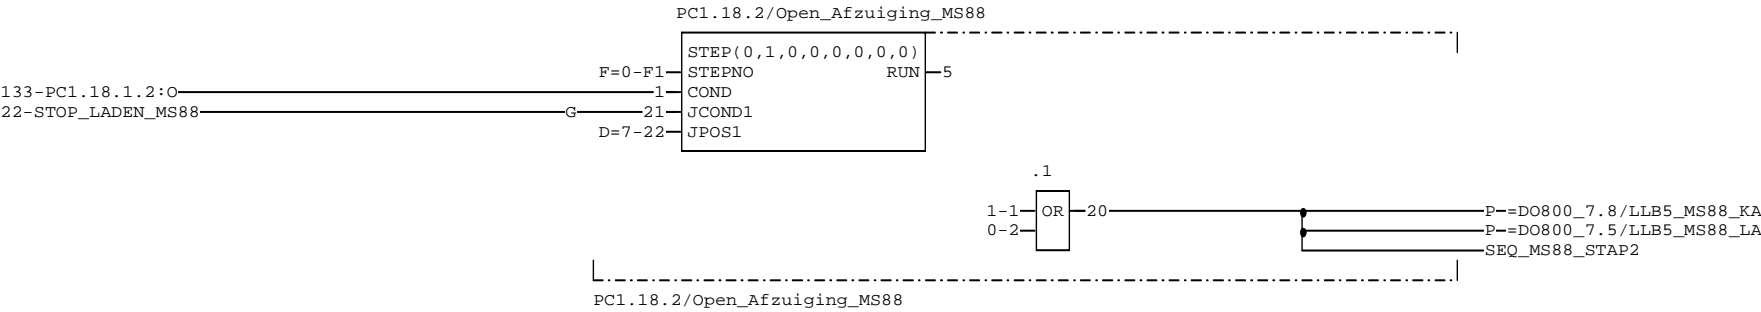 PC1.18.2/Open_Afzuiging_MS88
STEP(0,1,0,0,0,0,0,0)
F=0-F1 STEPNO RUN 5
133-PC1.18.1.2:O 1 COND
22-STOP_LADEN_MS88 G 21 JCOND1
D=7-22 JPOS1
.1
1-1 OR 20 P-=DO800_7.8/LLB5_MS88_KA
0-2 P-=DO800_7.5/LLB5_MS88_LA
SEQ_MS88_STAP2
PC1.18.2/Open_Afzuiging_MS88